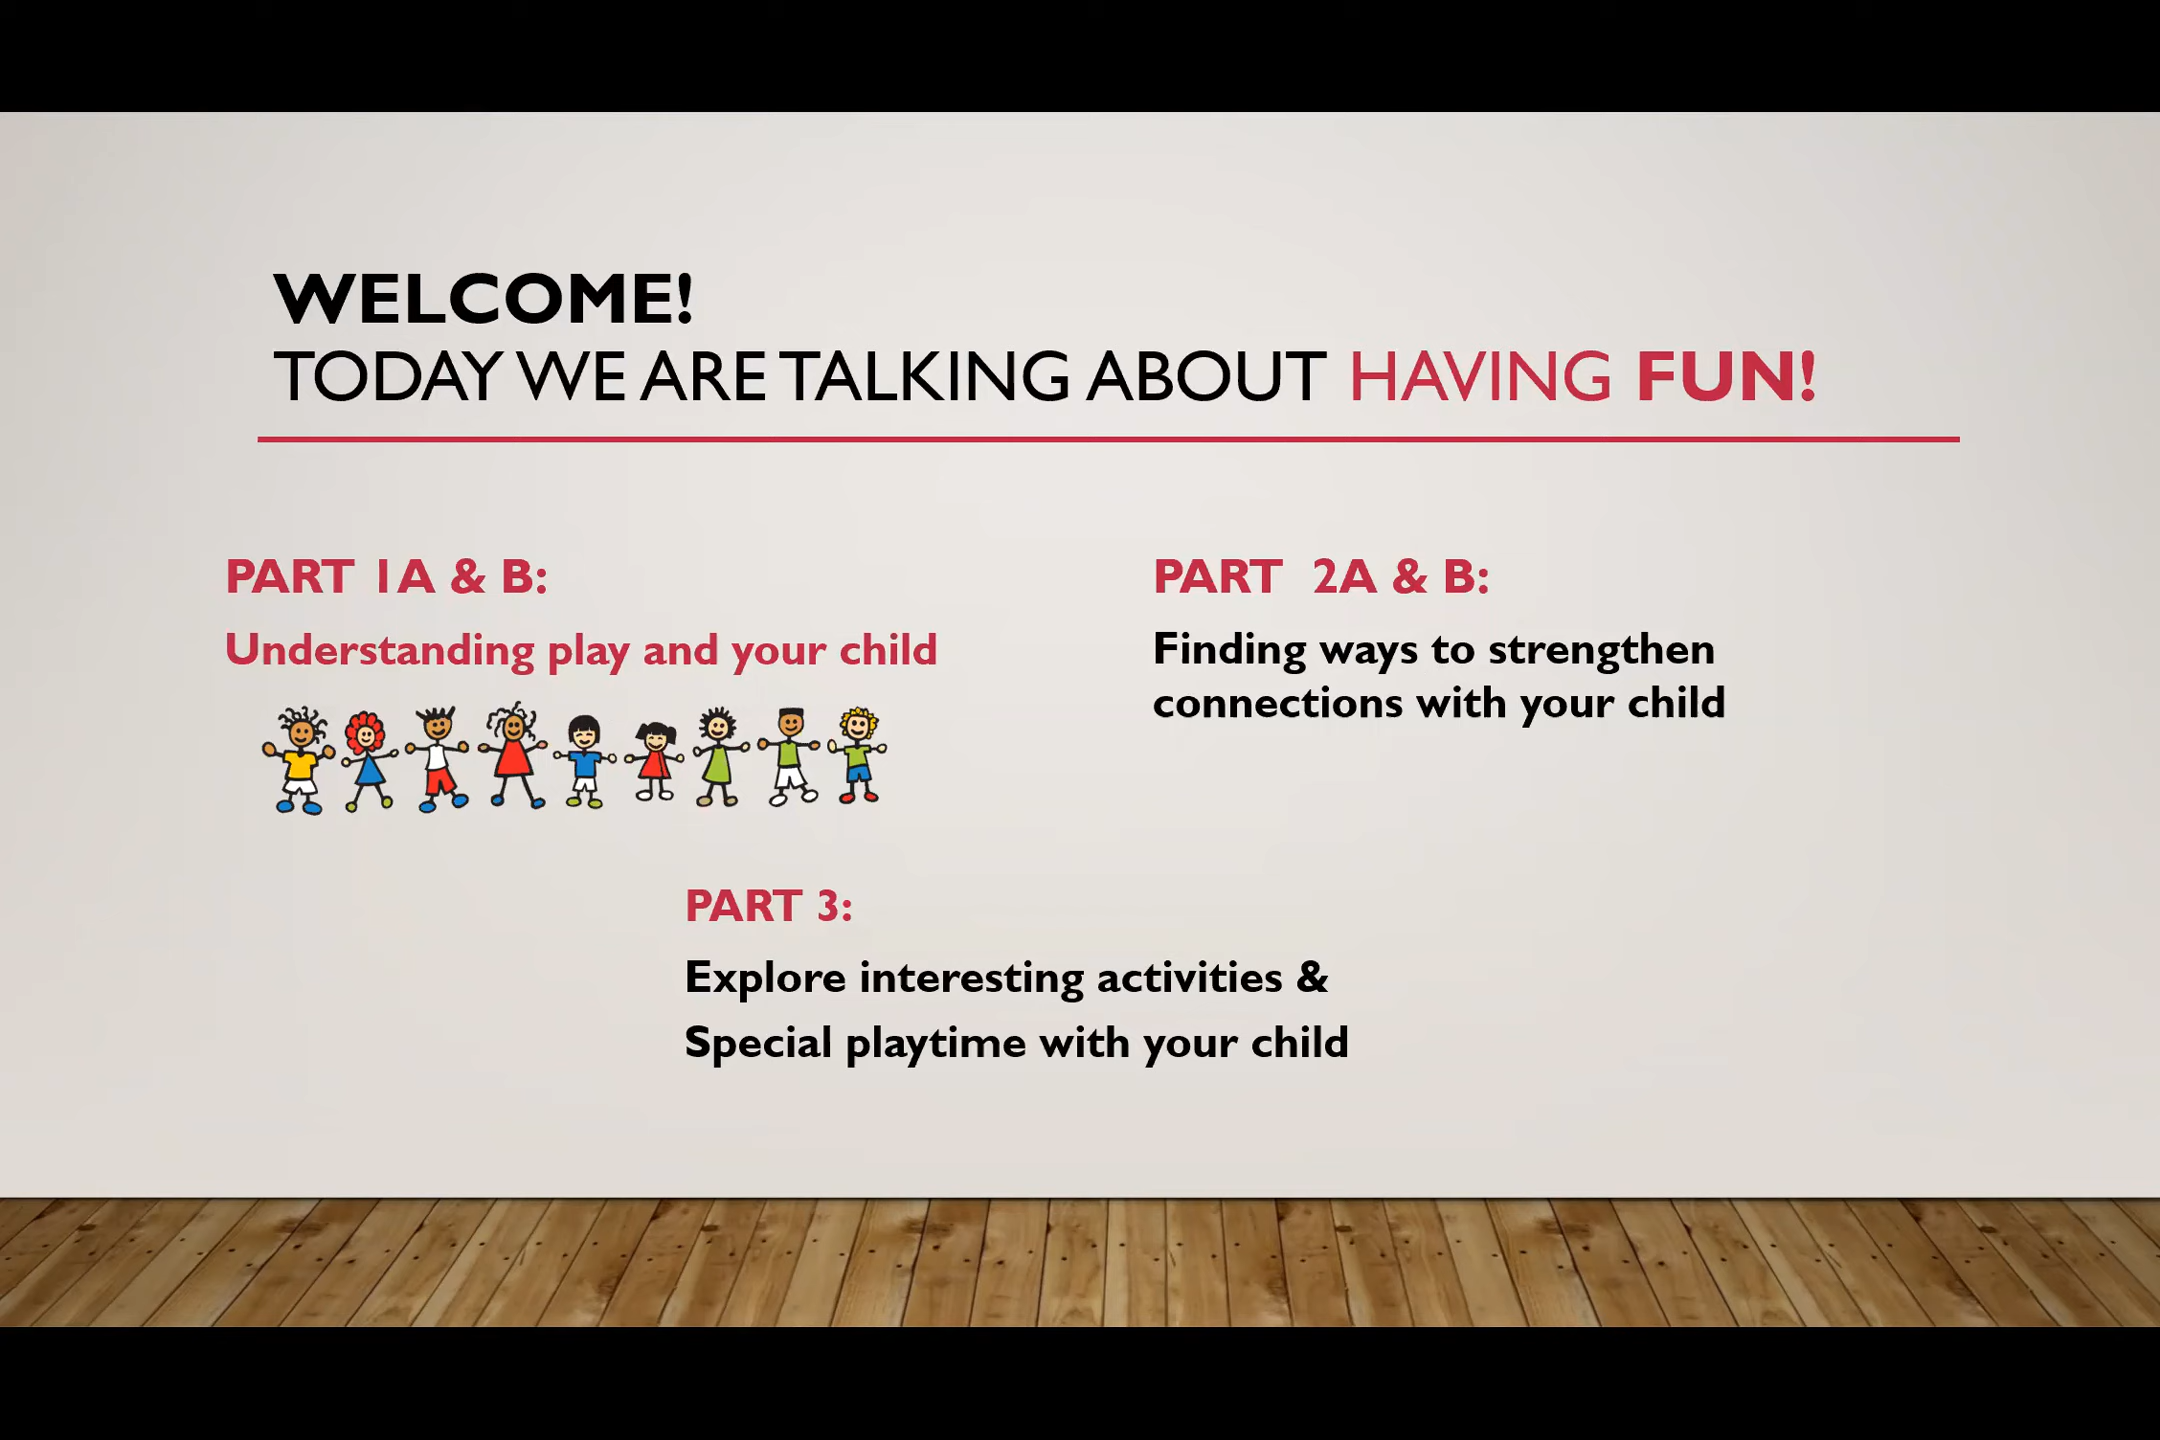 WELCOME!
TODAY WE ARE TALKING ABOUT HAVING FUN!
PART 1A & B:
Understanding play and your child
PART 2A & B:
Finding ways to strengthen
connections with your child
PART 3:
Explore interesting activities &
Special playtime with your child